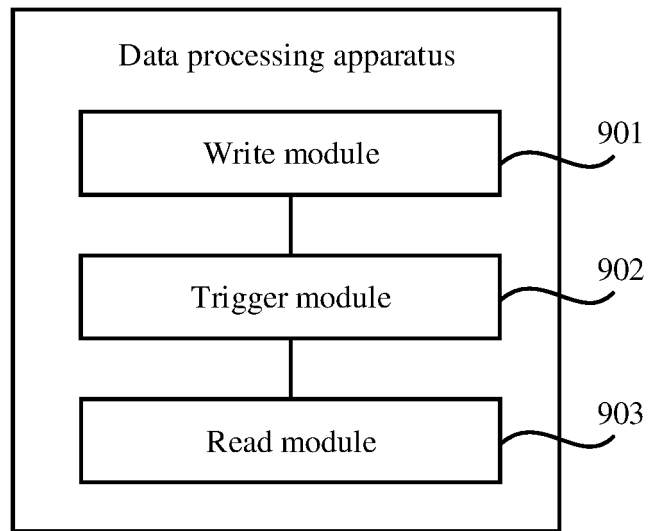 Data processing apparatus
Write module
901
Trigger module
902
Read module
903